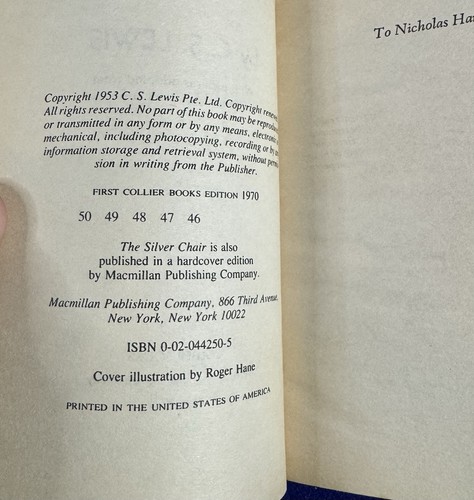 Copyright 1953 C. S. Lewis Pte. Ltd. Copyright
All rights reserved. No part of this book may be
or transmitted in any form or by any means,
mechanical, including photocopying, recording or by
information storage and retrieval system, without
sion in writing from the Publisher.
FIRST COLLIER BOOKS EDITION 1970
50 49 48 47 46
The Silver Chair is also
published in a hardcover edition
by Macmillan Publishing Company.
Macmillan Publishing Company, 866 Third Avenue,
New York, New York 10022
ISBN 0-02-044250-5
Cover illustration by Roger Hane
PRINTED IN THE UNITED STATES OF AMERICA
To Nicholas